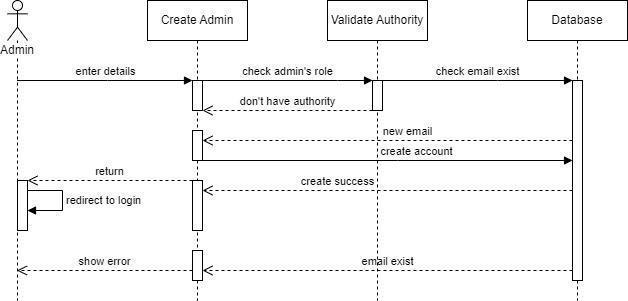 Create Admin
Validate Authority
Database
Admin
enter details
check admin's role
check email exist
don't have authority
new email
create account
return
create success
redirect to login
show error
email exist